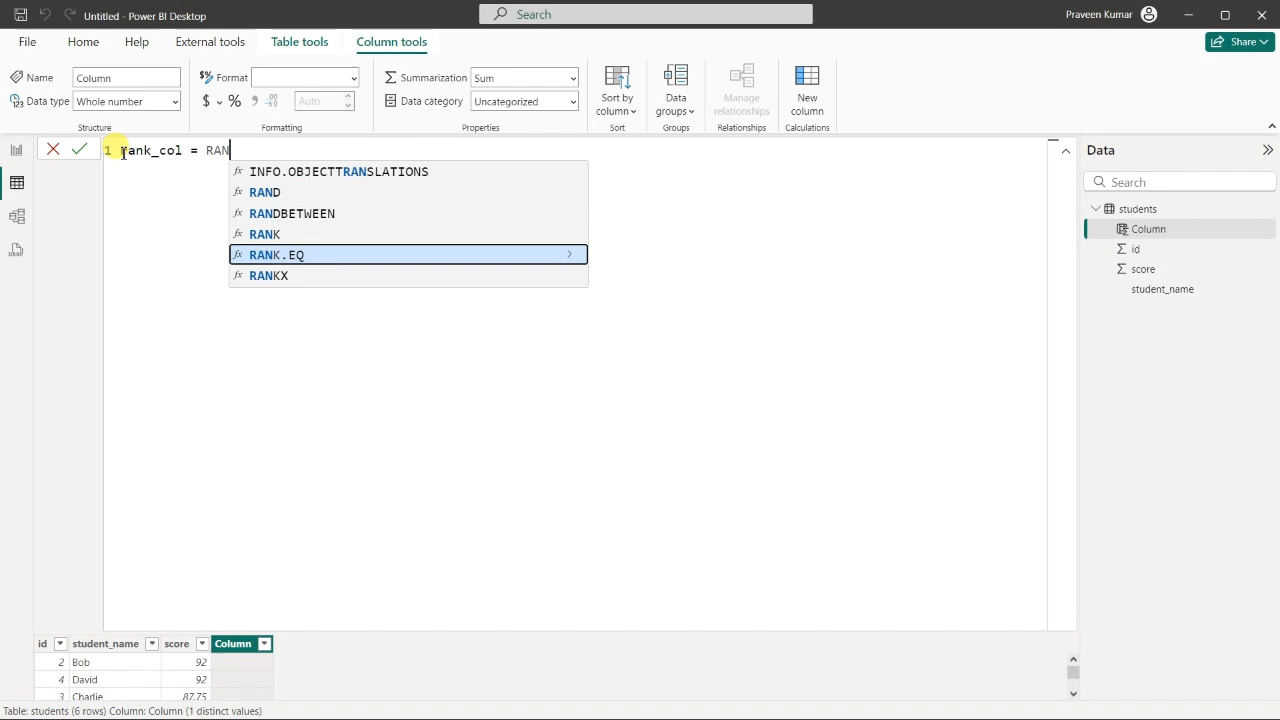 Untitled - Power BI Desktop
Search
Praveen Kumar
File Home Help External tools Table tools Column tools
Share
Name Column
Data type Whole number
Structure
Format
$ % 9 .00
Auto
Formatting
Summarization Sum
Data category Uncategorized
Properties
Sort by
column
Sort
Data
groups
Groups
Manage
relationships
Relationships
New
column
Calculations
1 rank_col = RAN
INFO.OBJECTTRANSLATIONS
RAND
RANDBETWEEN
RANK
RANK.EQ
RANKX
Data
Search
students
Column
id
score
student_name
id student_name score Column
2 Bob 92
4 David 92
3 Charlie 87.75
Table: students (6 rows) Column: Column (1 distinct values)